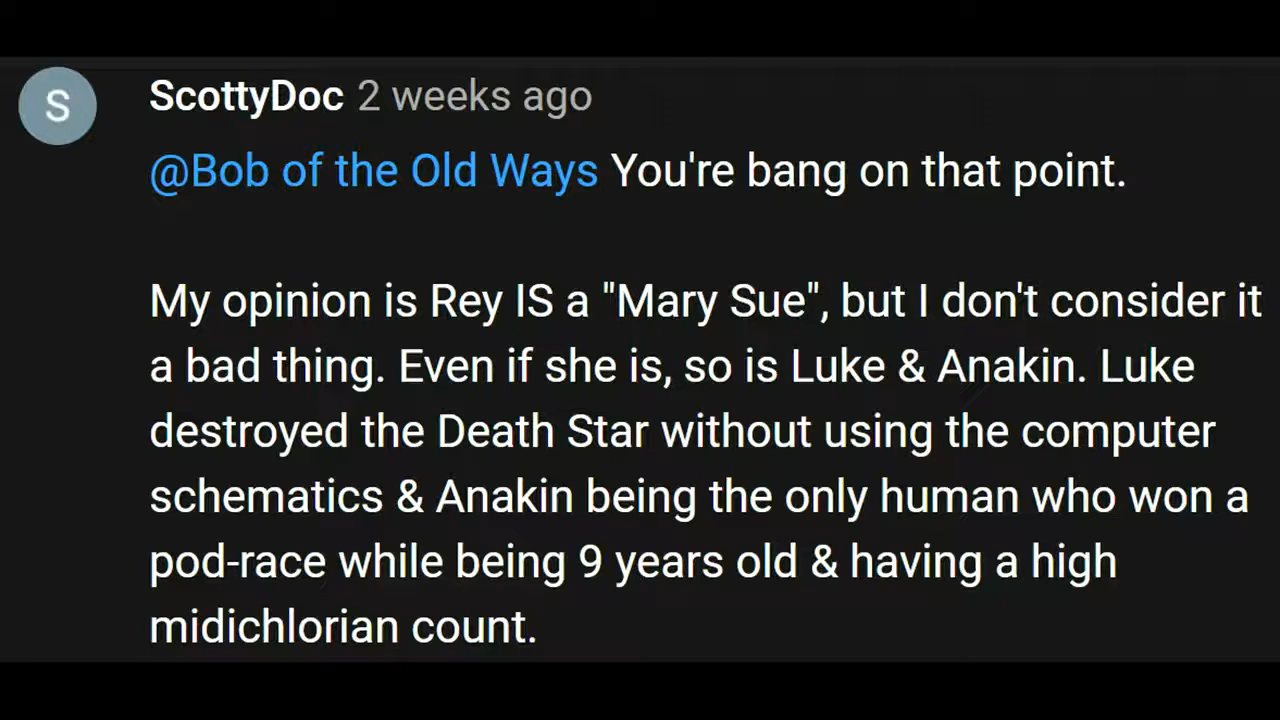 S
ScottyDoc 2 weeks ago
@Bob of the Old Ways You're bang on that point.
My opinion is Rey IS a "Mary Sue", but I don't consider it
a bad thing. Even if she is, so is Luke & Anakin. Luke
destroyed the Death Star without using the computer
schematics & Anakin being the only human who won a
pod-race while being 9 years old & having a high
midichlorian count.